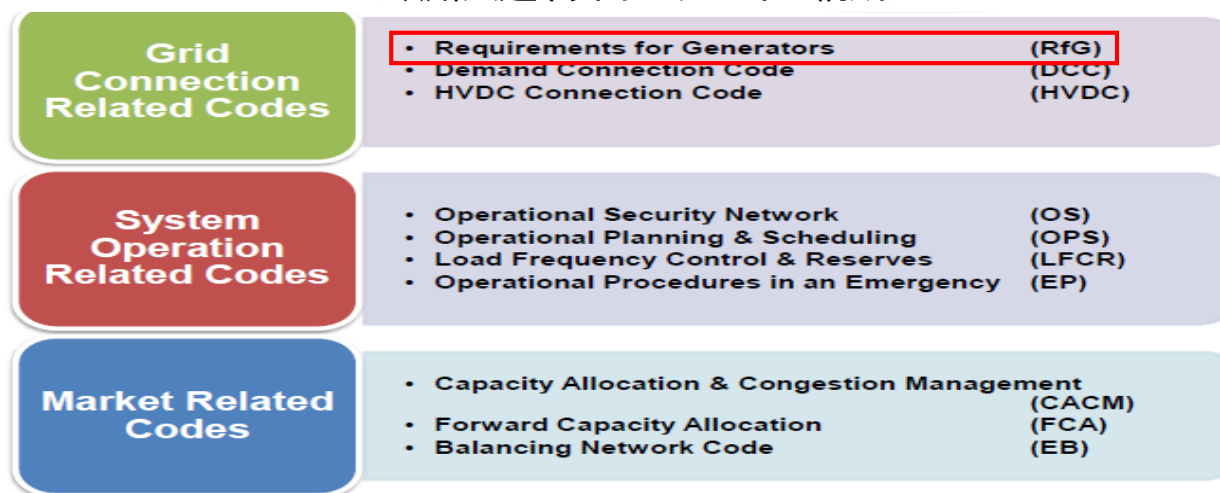 Grid
Connection
Related Codes
• Requirements for Generators (RfG)
• Demand Connection Code (DCC)
• HVDC Connection Code (HVDC)
System
Operation
Related Codes
• Operational Security Network (OS)
• Operational Planning & Scheduling (OPS)
• Load Frequency Control & Reserves (LFCR)
• Operational Procedures in an Emergency (EP)
Market Related
Codes
• Capacity Allocation & Congestion Management
(CACM)
• Forward Capacity Allocation (FCA)
• Balancing Network Code (EB)